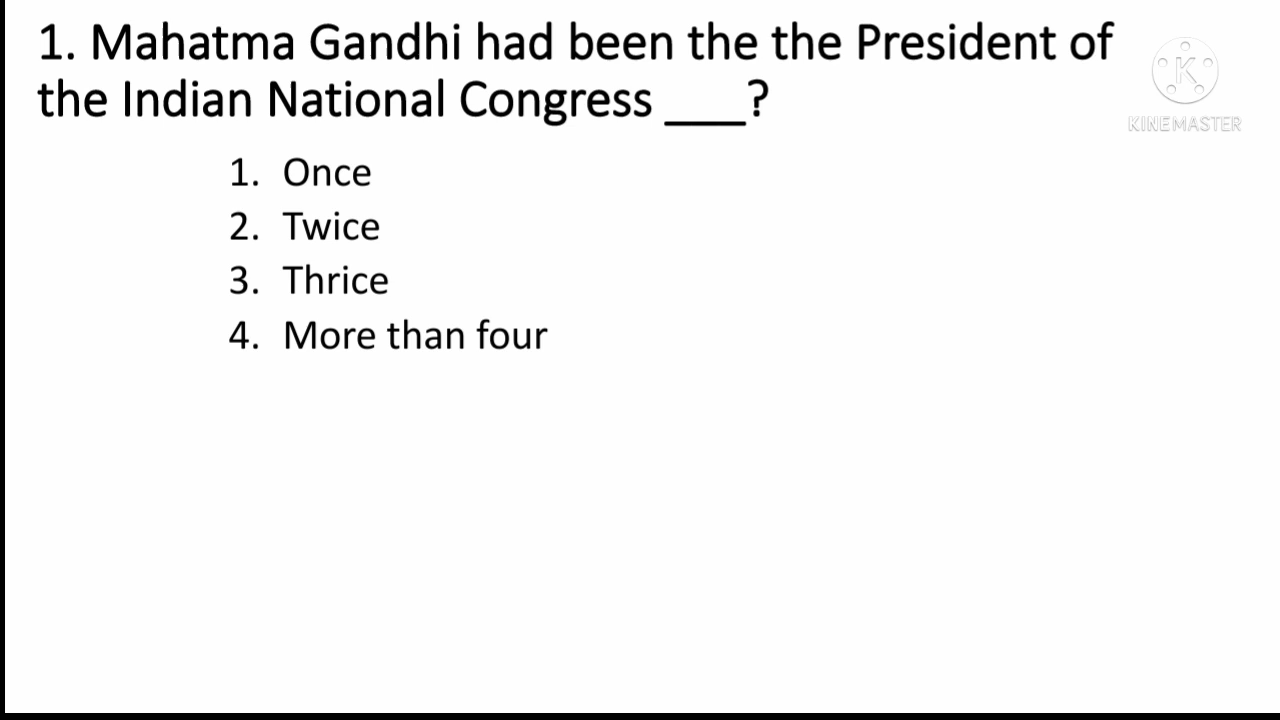 1. Mahatma Gandhi had been the the President of
the Indian National Congress ____?
1. Once
2. Twice
3. Thrice
4. More than four
K
KINEMASTER